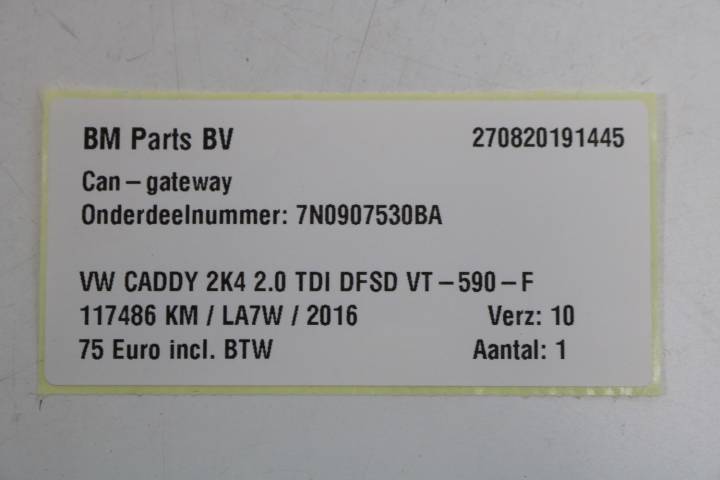 BM Parts BV 270820191445
Can-gateway
Onderdeelnummer: 7N0907530BA
VW CADDY 2K4 2.0 TDI DFSD VT-590-F
117486 KM / LA7W / 2016 Verz: 10
75 Euro incl. BTW Aantal: 1